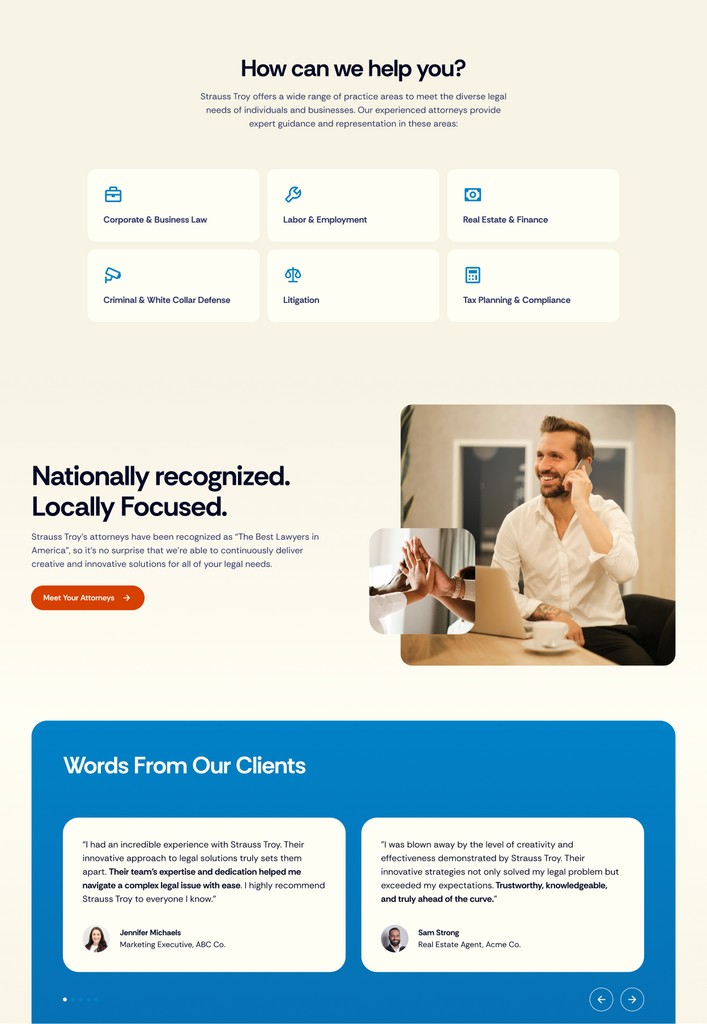 How can we help you?
Strauss Troy offers a wide range of practice areas to meet the diverse legal
needs of individuals and businesses. Our experienced attorneys provide
expert guidance and representation in these areas:
Corporate & Business Law
Labor & Employment
Real Estate & Finance
Criminal & White Collar Defense
Litigation
Tax Planning & Compliance
Nationally recognized.
Locally Focused.
Strauss Troy's attorneys have been recognized as "The Best Lawyers in
America", so it's no surprise that we're able to continuously deliver
creative and innovative solutions for all of your legal needs.
Meet Your Attorneys
Words From Our Clients
"I had an incredible experience with Strauss Troy. Their
innovative approach to legal solutions truly sets them
apart. Their team's expertise and dedication helped me
navigate a complex legal issue with ease. I highly recommend
Strauss Troy to everyone I know."
Jennifer Michaels
Marketing Executive, ABC Co.
"I was blown away by the level of creativity and
effectiveness demonstrated by Strauss Troy. Their
innovative strategies not only solved my legal problem but
exceeded my expectations. Trustworthy, knowledgeable,
and truly ahead of the curve."
Sam Strong
Real Estate Agent, Acme Co.